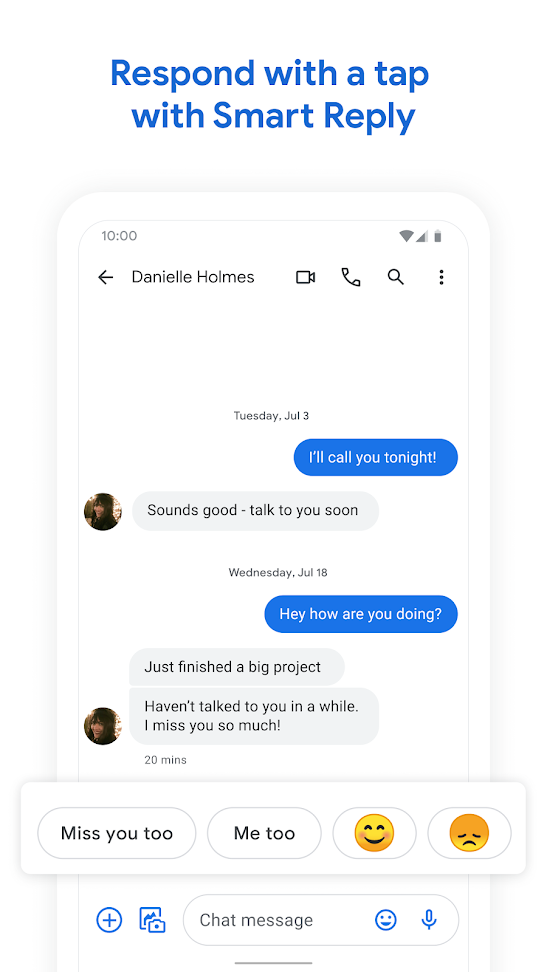 Respond with a tap
with Smart Reply
10:00
Danielle Holmes
Tuesday, Jul 3
I’ll call you tonight!
Sounds good - talk to you soon
Wednesday, Jul 18
Hey how are you doing?
Just finished a big project
Haven’t talked to you in a while.
I miss you so much!
20 mins
Miss you too
Me too
Chat message